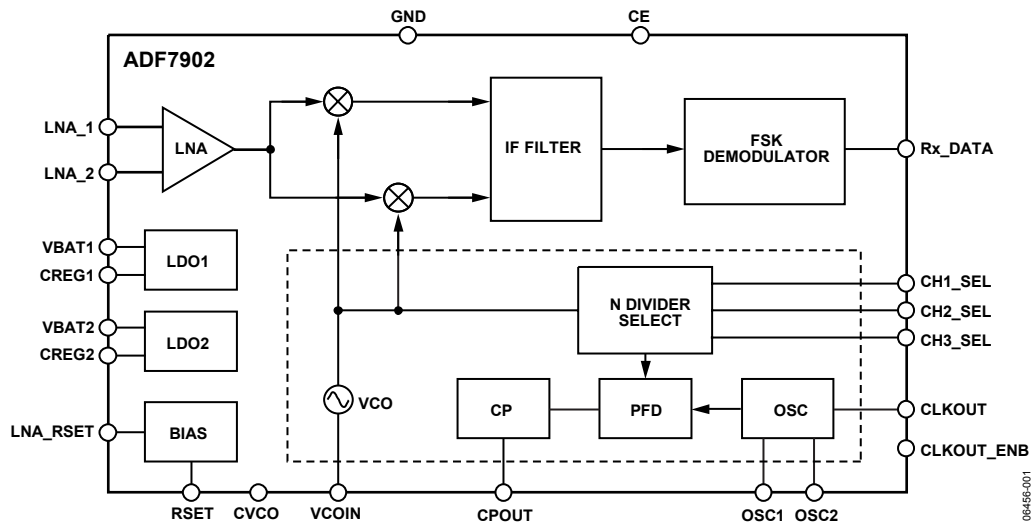 GND
CE
ADF7902
LNA_1
LNA_2
LNA
IF FILTER
FSK
DEMODULATOR
Rx_DATA
VBAT1
CREG1
LDO1
VBAT2
CREG2
LDO2
N DIVIDER
SELECT
CH1_SEL
CH2_SEL
CH3_SEL
VCO
CP
PFD
OSC
CLKOUT
CLKOUT_ENB
LNA_RSET
BIAS
RSET
CVCO
VCOIN
CPOUT
OSC1
OSC2
06456-001